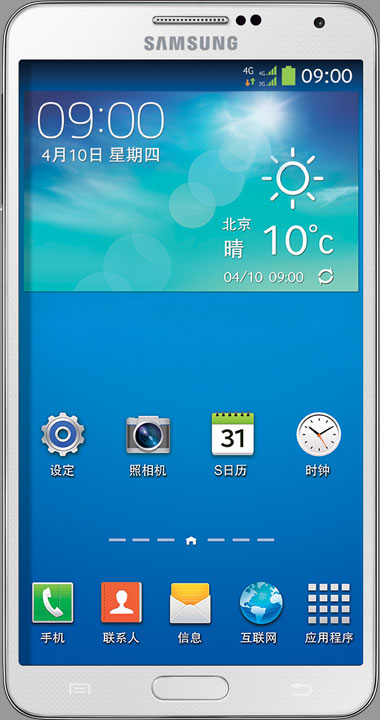 SAMSUNG
4G 4G 2G 09:00
09:00
4月10日 星期四
北京
晴 10°c
04/10 09:00
31
设定 照相机 S日历 时钟
手机 联系人 信息 互联网 应用程序